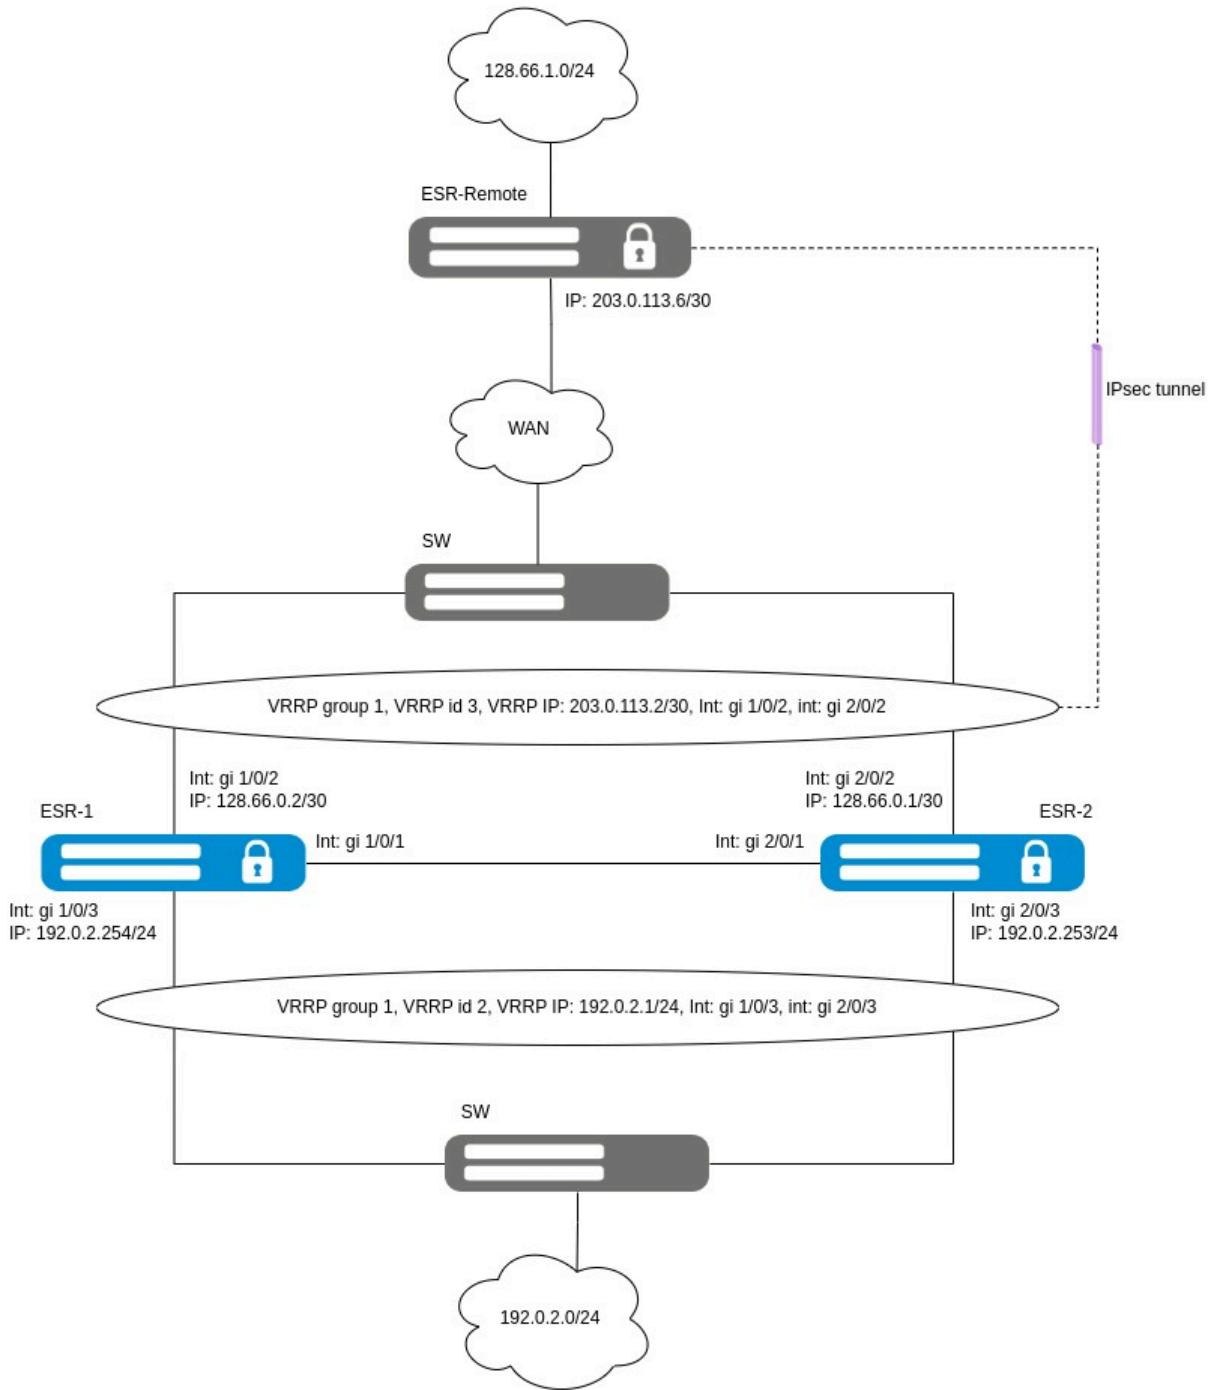 128.66.1.0/24
ESR-Remote
IP: 203.0.113.6/30
IPsec tunnel
WAN
SW
VRRP group 1, VRRP id 3, VRRP IP: 203.0.113.2/30, Int: gi 1/0/2, int: gi 2/0/2
Int: gi 1/0/2
IP: 128.66.0.2/30
Int: gi 2/0/2
IP: 128.66.0.1/30
ESR-1
ESR-2
Int: gi 1/0/1
Int: gi 2/0/1
Int: gi 1/0/3
IP: 192.0.2.254/24
Int: gi 2/0/3
IP: 192.0.2.253/24
VRRP group 1, VRRP id 2, VRRP IP: 192.0.2.1/24, Int: gi 1/0/3, int: gi 2/0/3
SW
192.0.2.0/24